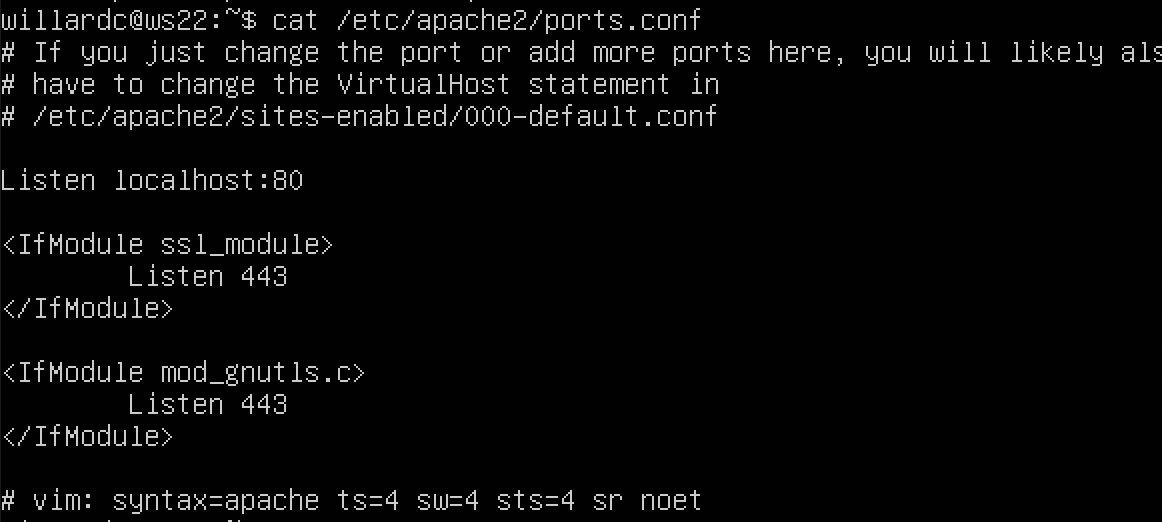 willardc@ws22:~$ cat /etc/apache2/ports.conf
# If you just change the port or add more ports here, you will likely als
# have to change the VirtualHost statement in
# /etc/apache2/sites-enabled/000-default.conf
Listen localhost:80
<IfModule ssl_module>
Listen 443
</IfModule>
<IfModule mod_gnutls.c>
Listen 443
</IfModule>
# vim: syntax=apache ts=4 sw=4 sts=4 sr noet